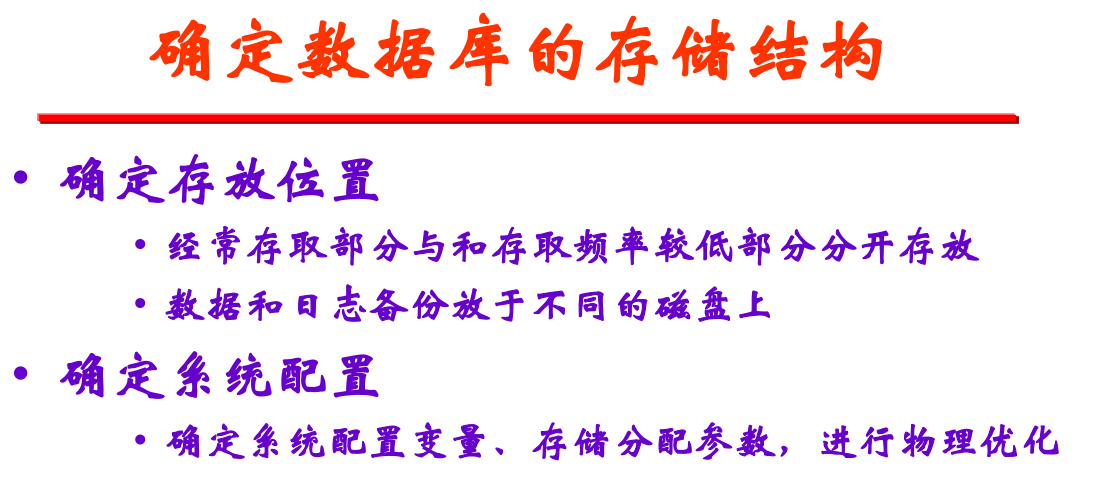 确定数据库的存储结构
• 确定存放位置
• 经常存取部分与和存取频率较低部分分开存放
• 数据和日志备份放于不同的磁盘上
• 确定系统配置
• 确定系统配置变量、存储分配参数，进行物理优化